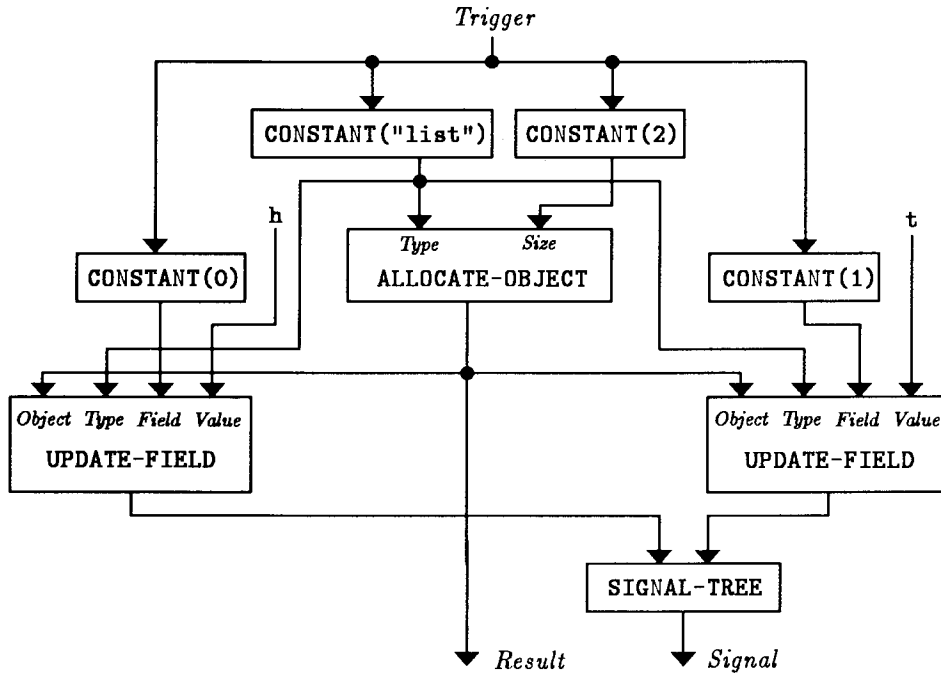 Trigger
CONSTANT("list") CONSTANT(2)
h t
Type Size
CONSTANT(0) ALLOCATE-OBJECT CONSTANT(1)
Object Type Field Value Object Type Field Value
UPDATE-FIELD UPDATE-FIELD
SIGNAL-TREE
Result Signal